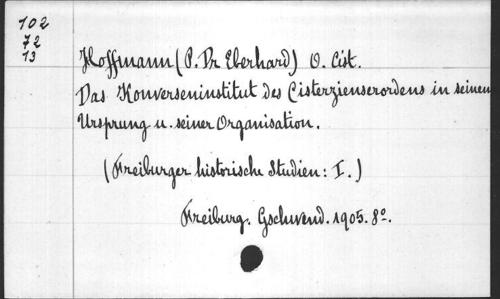 102
72
13
Hoffmann (P. Dr Eberhard) O. Cist.
Das Konverseninstitut des Cisterzienserordens in seinem
Ursprung u. seiner Organisation.
(Freiburger historische Studien: I.)
Freiburg. Gschwend. 1905. 8º.